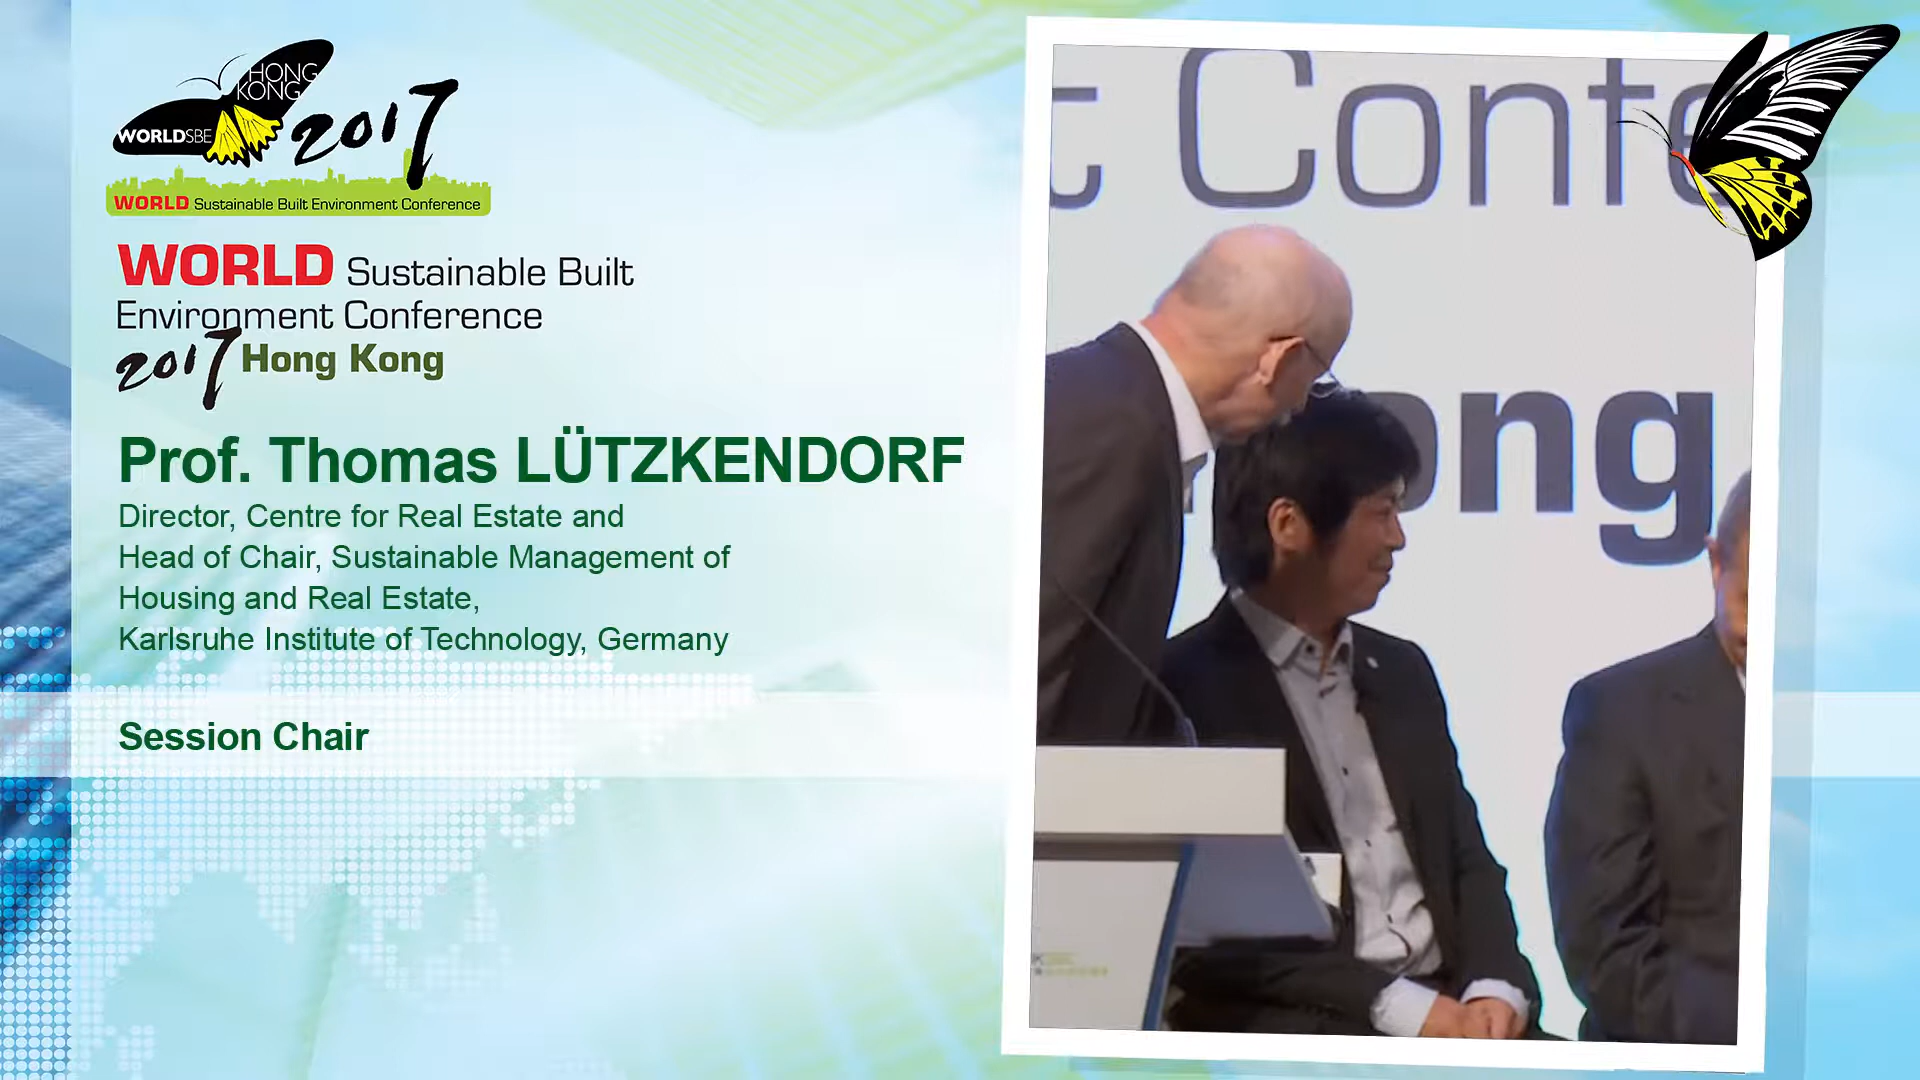 HONG
KONG
WORLDSBE
2017
WORLD Sustainable Built Environment Conference
WORLD Sustainable Built
Environment Conference
2017 Hong Kong
Prof. Thomas LÜTZKENDORF
Director, Centre for Real Estate and
Head of Chair, Sustainable Management of
Housing and Real Estate,
Karlsruhe Institute of Technology, Germany
Session Chair
t Confe
ong